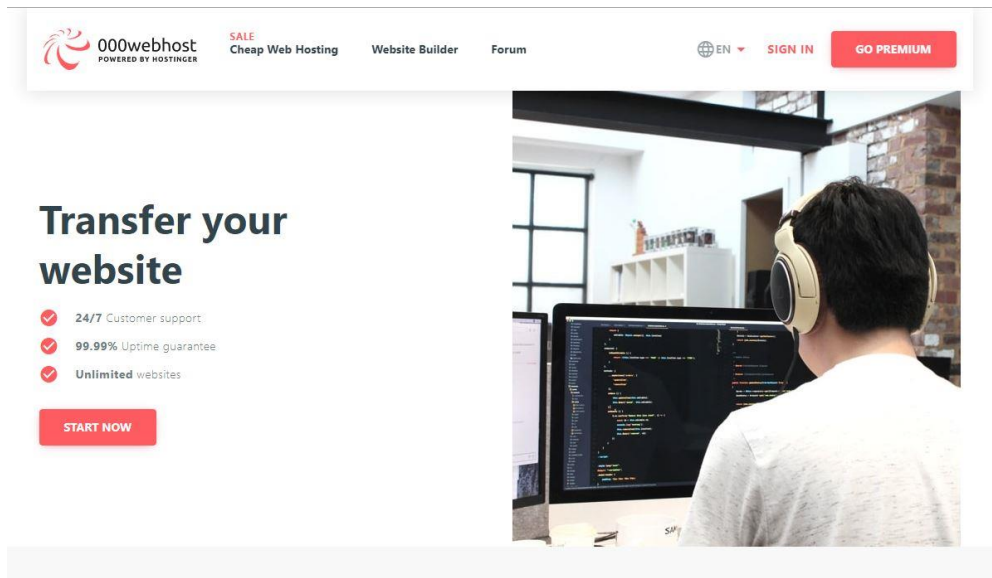 000webhost
POWERED BY HOSTINGER
SALE
Cheap Web Hosting
Website Builder
Forum
EN
SIGN IN
GO PREMIUM
Transfer your
website
24/7 Customer support
99.99% Uptime guarantee
Unlimited websites
START NOW